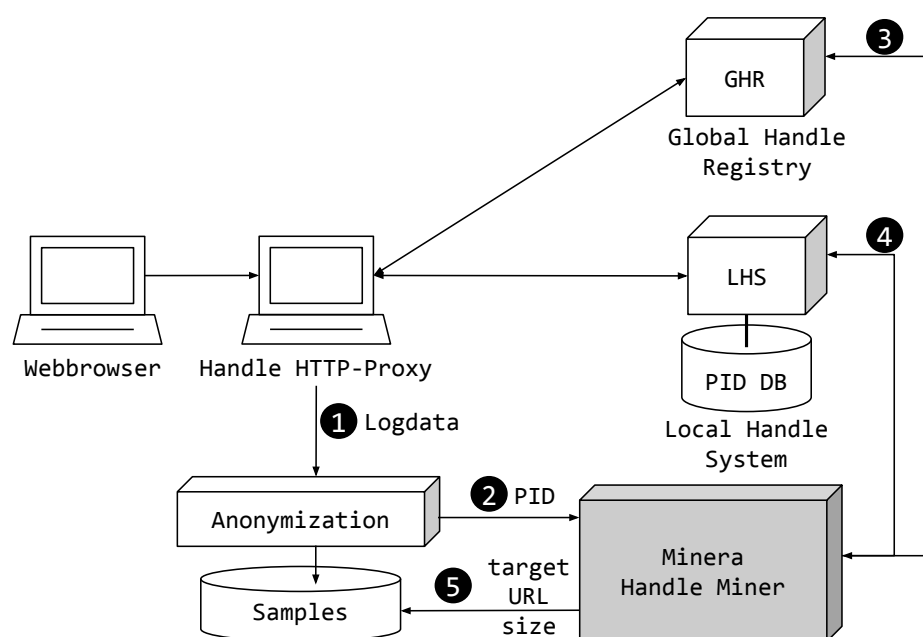 3
GHR
Global Handle
Registry
4
LHS
Webbrowser
Handle HTTP-Proxy
PID DB
1 Logdata
Local Handle
System
2 PID
Anonymization
Minera
Handle Miner
5
target
URL
size
Samples